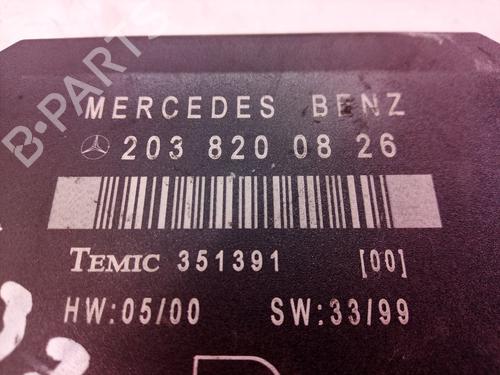 B-PARTS
MERCEDES BENZ
203 820 08 26
TEMIC 351391 [00]
HW:05/00 SW:33/99